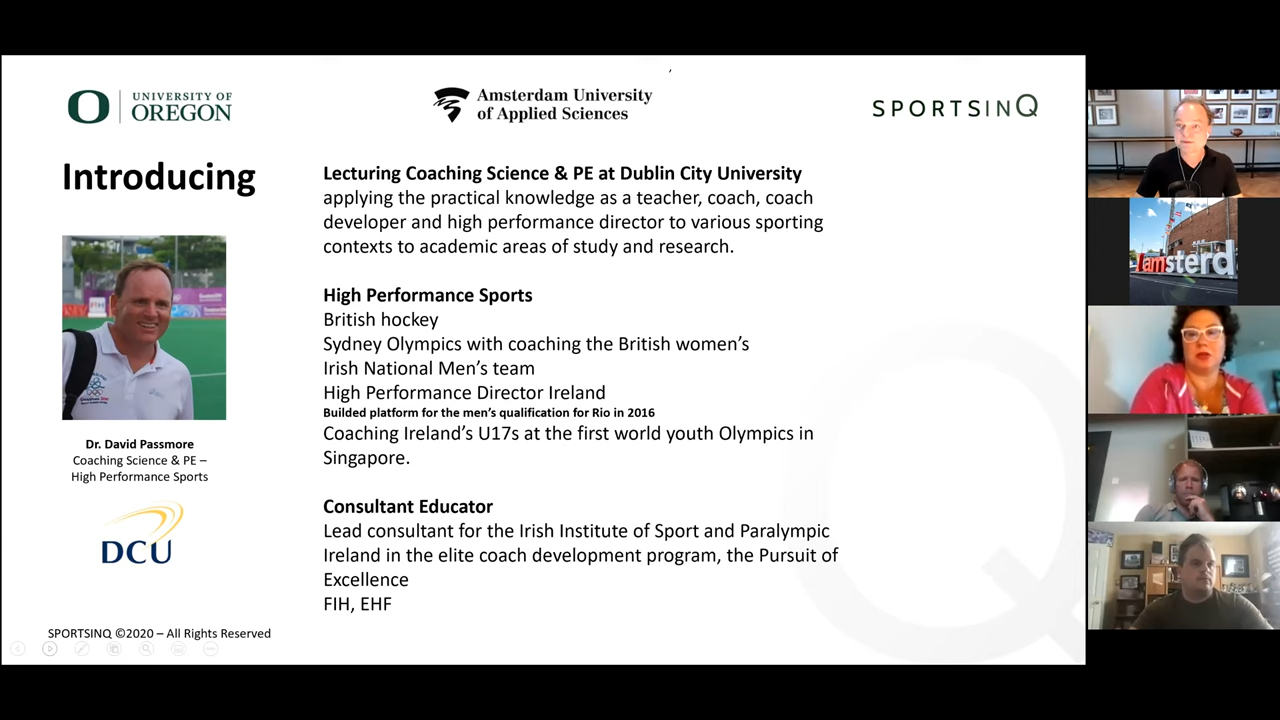 UNIVERSITY OF
OREGON
Amsterdam University
of Applied Sciences
SPORTSINQ
Introducing
Dr. David Passmore
Coaching Science & PE –
High Performance Sports
DCU
Lecturing Coaching Science & PE at Dublin City University
applying the practical knowledge as a teacher, coach, coach
developer and high performance director to various sporting
contexts to academic areas of study and research.
High Performance Sports
British hockey
Sydney Olympics with coaching the British women’s
Irish National Men’s team
High Performance Director Ireland
Builded platform for the men’s qualification for Rio in 2016
Coaching Ireland’s U17s at the first world youth Olympics in
Singapore.
Consultant Educator
Lead consultant for the Irish Institute of Sport and Paralympic
Ireland in the elite coach development program, the Pursuit of
Excellence
FIH, EHF
SPORTSINQ ©2020 – All Rights Reserved
Iamsterd